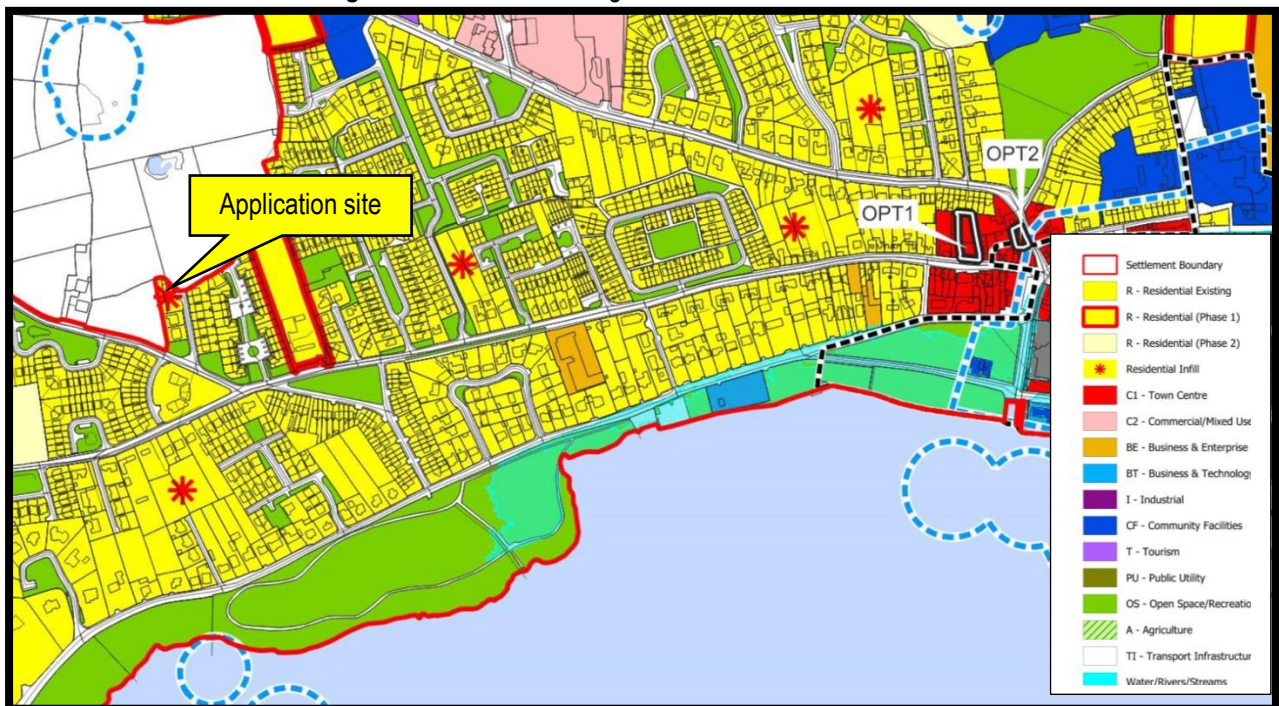 OPT2
Application site
OPT1
Settlement Boundary
R - Residential Existing
R - Residential (Phase 1)
R - Residential (Phase 2)
Residential Infill
C1 - Town Centre
C2 - Commercial/Mixed Use
BE - Business & Enterprise
BT - Business & Technology
I - Industrial
CF - Community Facilities
T - Tourism
PU - Public Utility
OS - Open Space/Recreatio
A - Agriculture
TI - Transport Infrastructur
Water/Rivers/Streams